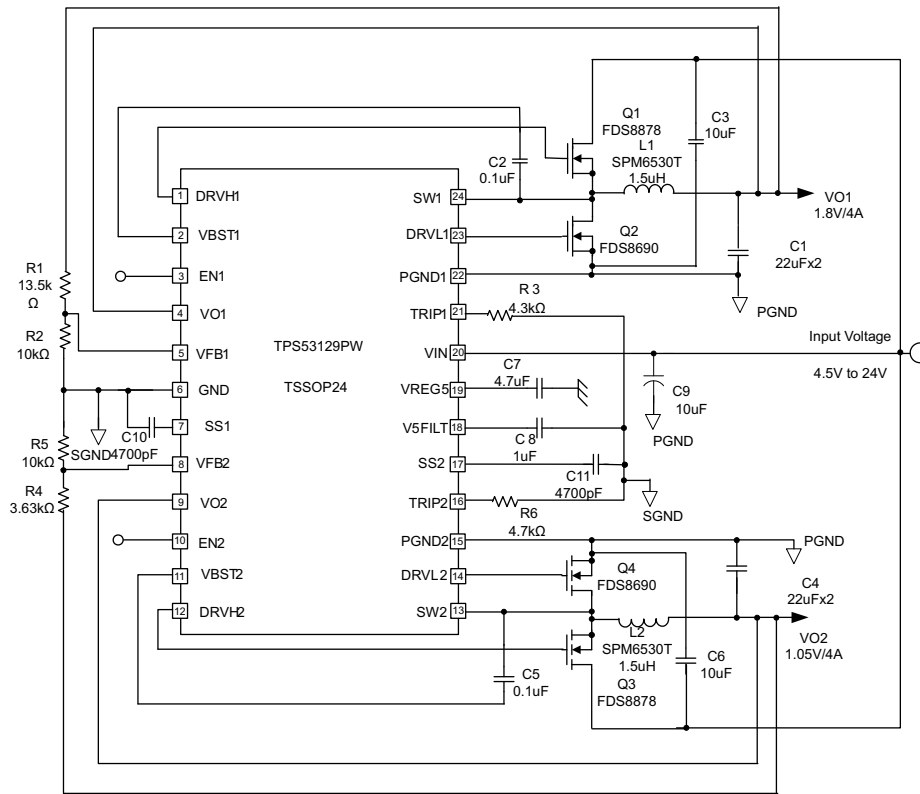 Q1
FDS8878
L1
SPM6530T
1.5uH
C3
10uF
C2
0.1uF
VO1
1.8V/4A
Q2
FDS8690
C1
22uFx2
PGND
R1
13.5k
Ω
R2
10kΩ
R5
10kΩ
R4
3.63kΩ
SGND
C10
4700pF
1 DRVH1
2 VBST1
3 EN1
4 VO1
5 VFB1
6 GND
7 SS1
8 VFB2
9 VO2
10 EN2
11 VBST2
12 DRVH2
TPS53129PW
TSSOP24
SW1 24
DRVL1 23
PGND1 22
TRIP1 21
VIN 20
VREG5 19
V5FILT 18
SS2 17
TRIP2 16
PGND2 15
DRVL2 14
SW2 13
R 3
4.3kΩ
C7
4.7uF
C 8
1uF
C11
4700pF
R6
4.7kΩ
SGND
C9
10uF
PGND
Input Voltage
4.5V to 24V
PGND
Q4
FDS8690
C4
22uFx2
VO2
1.05V/4A
L2
SPM6530T
1.5uH
Q3
FDS8878
C6
10uF
C5
0.1uF